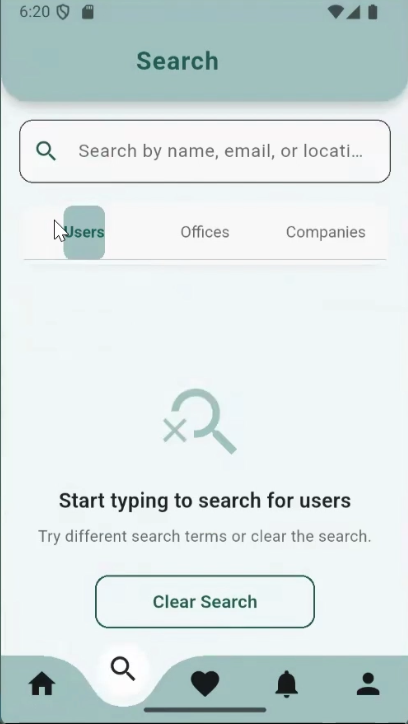 6:20
Search
Search by name, email, or locati...
Users Offices Companies
Start typing to search for users
Try different search terms or clear the search.
Clear Search